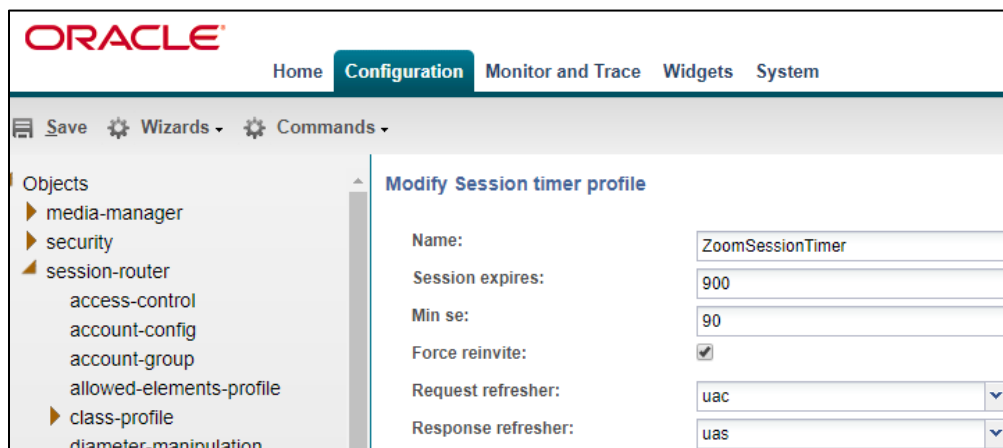 ORACLE
Home Configuration Monitor and Trace Widgets System
Save Wizards Commands
Objects
media-manager
security
session-router
access-control
account-config
account-group
allowed-elements-profile
class-profile
diameter-manipulation
Modify Session timer profile
Name: ZoomSessionTimer
Session expires: 900
Min se: 90
Force reinvite:
Request refresher: uac
Response refresher: uas